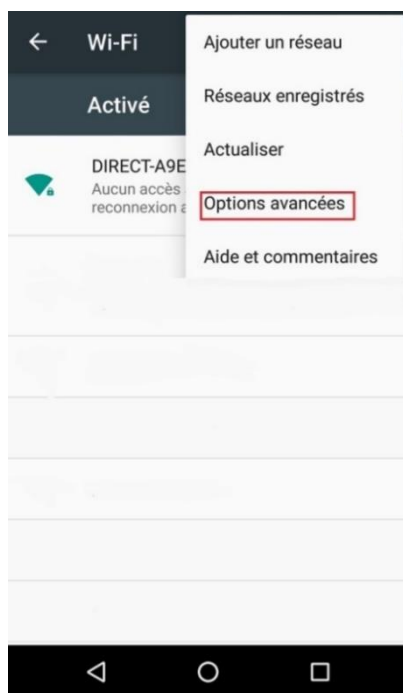 Wi-Fi
Activé
DIRECT-A9E
Aucun accès
reconnexion a
Ajouter un réseau
Réseaux enregistrés
Actualiser
Options avancées
Aide et commentaires